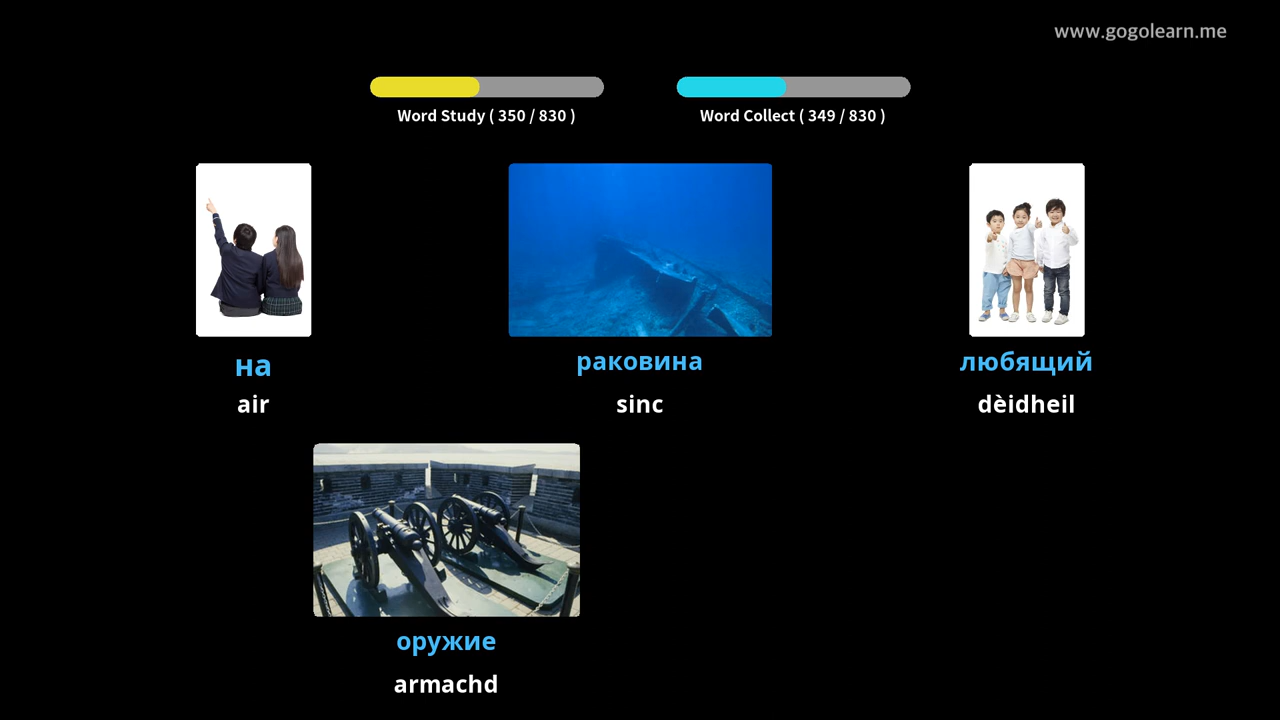 www.gogolearn.me
Word Study ( 350 / 830 )
Word Collect ( 349 / 830 )
на
air
раковина
sinc
любящий
dèidheil
оружие
armachd